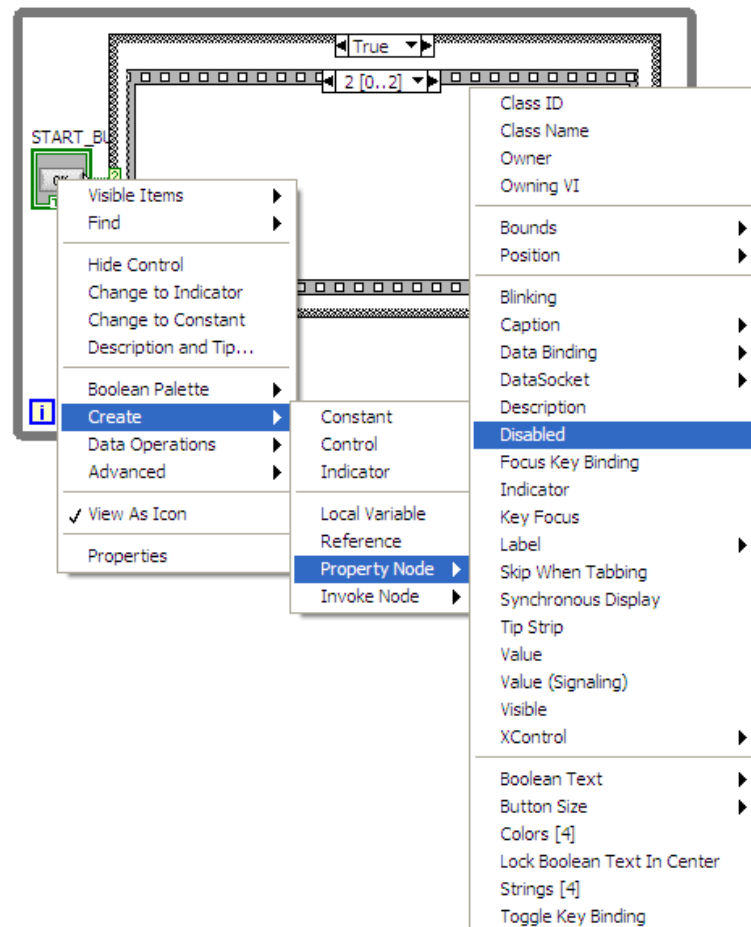 True
2 [0..2]
START_BU
OK
?
i
Visible Items
Find
Hide Control
Change to Indicator
Change to Constant
Description and Tip...
Boolean Palette
Create
Data Operations
Advanced
View As Icon
Properties
Constant
Control
Indicator
Local Variable
Reference
Property Node
Invoke Node
Class ID
Class Name
Owner
Owning VI
Bounds
Position
Blinking
Caption
Data Binding
DataSocket
Description
Disabled
Focus Key Binding
Indicator
Key Focus
Label
Skip When Tabbing
Synchronous Display
Tip Strip
Value
Value (Signaling)
Visible
XControl
Boolean Text
Button Size
Colors [4]
Lock Boolean Text In Center
Strings [4]
Toggle Key Binding